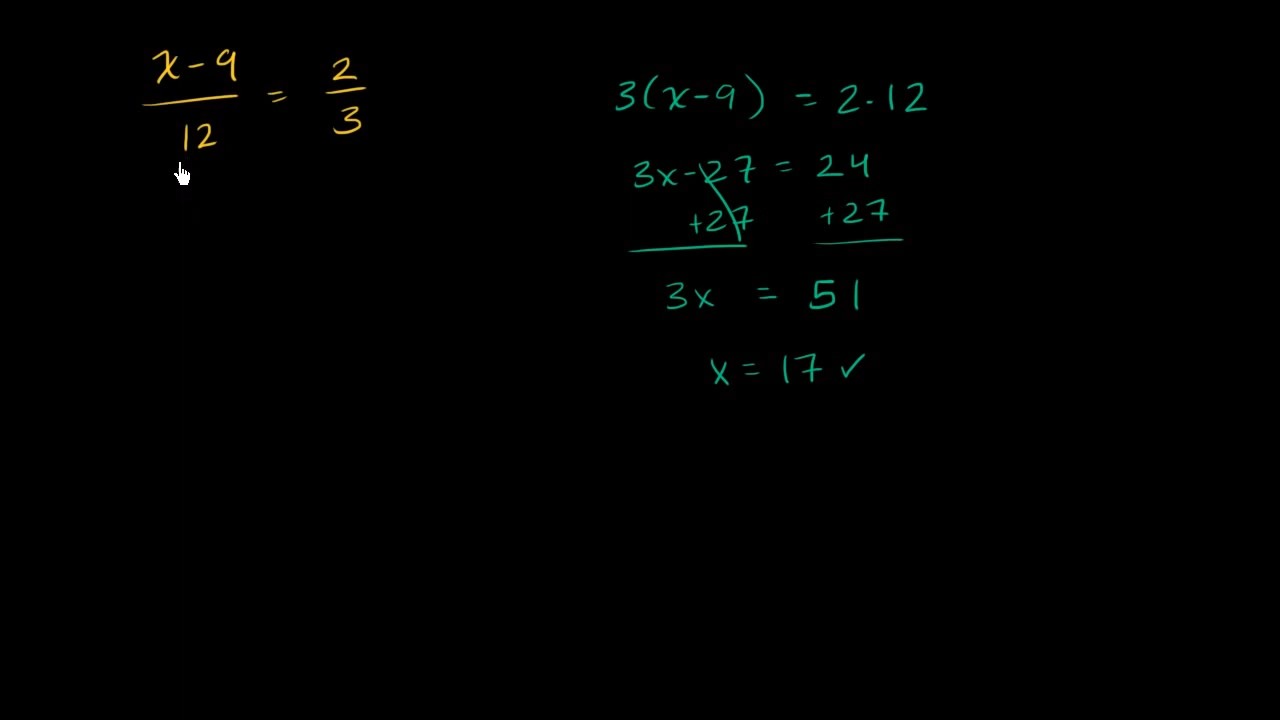 x - 9 / 12 = 2 / 3
3(x-9) = 2·12
3x-27 = 24
+27 +27
3x = 51
x = 17 ✓